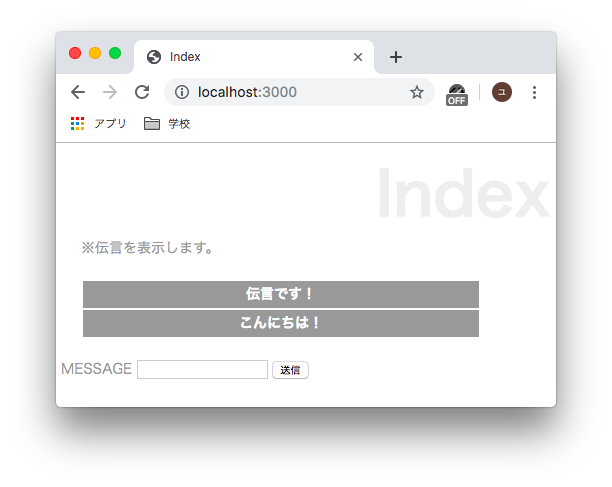 Index
localhost:3000
OFF
ユ
アプリ
学校
Index
※伝言を表示します。
伝言です！
こんにちは！
MESSAGE 送信